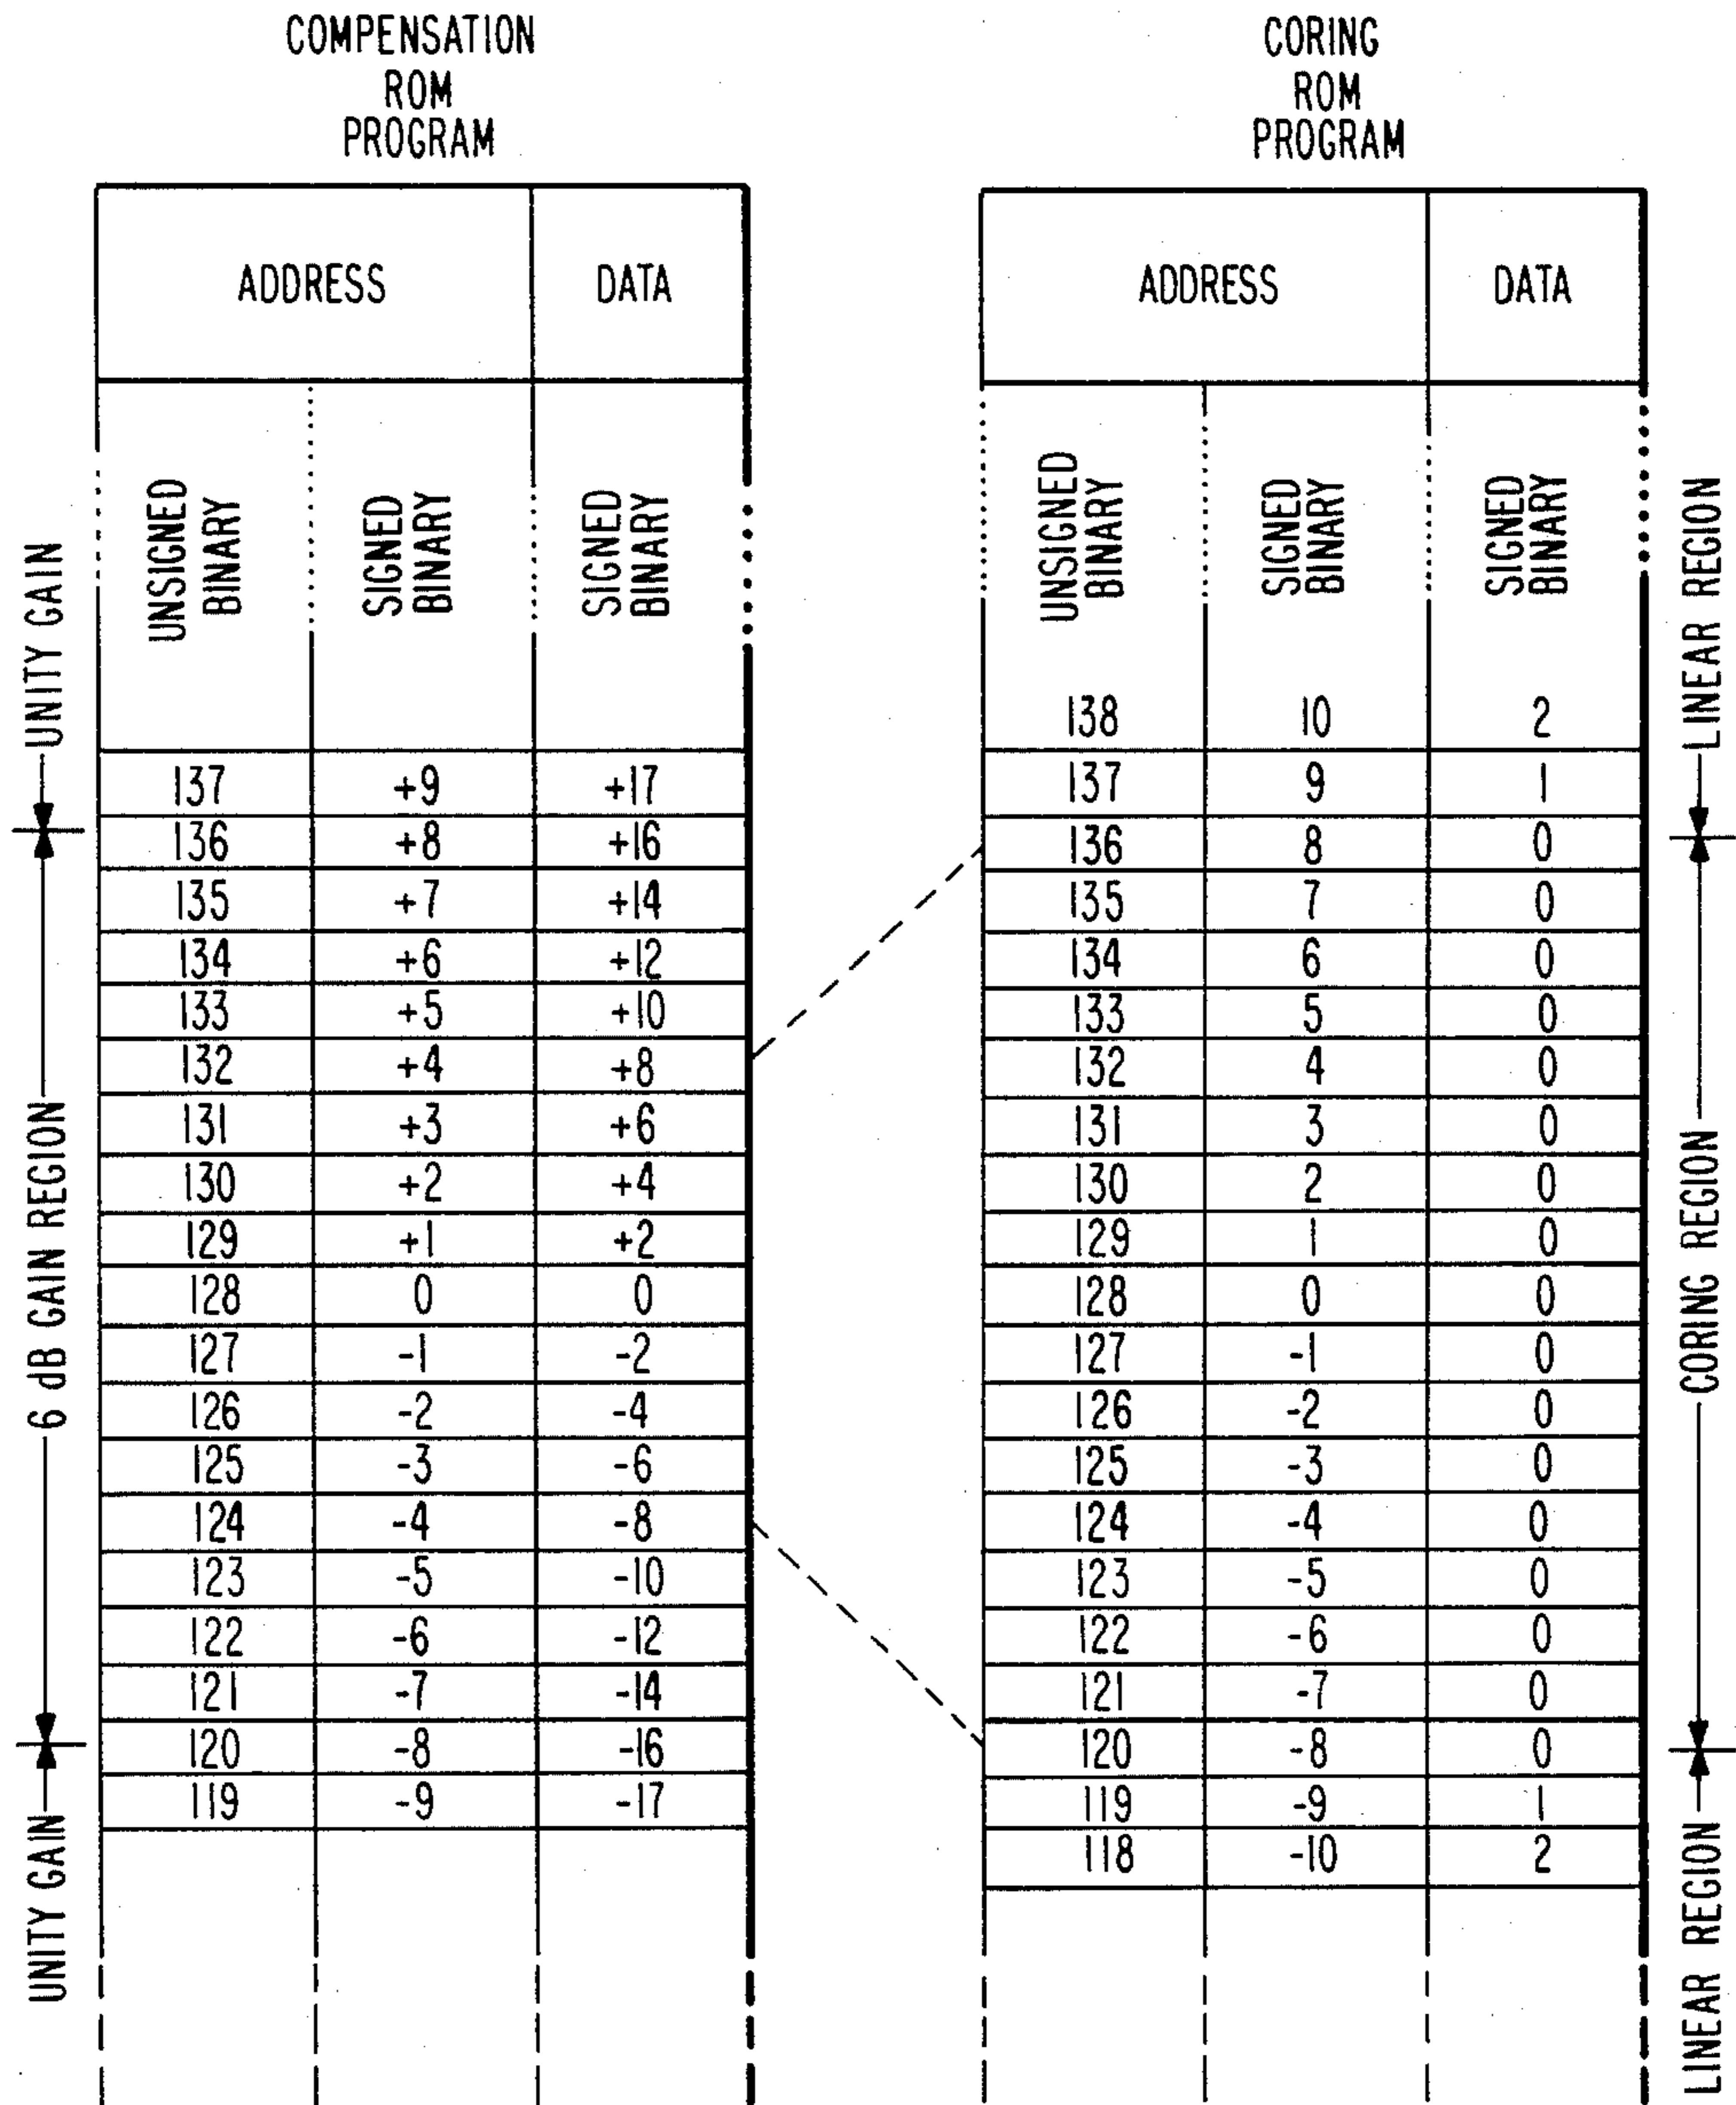 COMPENSATION
ROM
PROGRAM
ADDRESS DATA
UNSIGNED BINARY SIGNED BINARY SIGNED BINARY
137 +9 +17
136 +8 +16
135 +7 +14
134 +6 +12
133 +5 +10
132 +4 +8
131 +3 +6
130 +2 +4
129 +1 +2
128 0 0
127 -1 -2
126 -2 -4
125 -3 -6
124 -4 -8
123 -5 -10
122 -6 -12
121 -7 -14
120 -8 -16
119 -9 -17
UNITY GAIN
6 dB GAIN REGION
UNITY GAIN
CORING
ROM
PROGRAM
ADDRESS DATA
UNSIGNED BINARY SIGNED BINARY SIGNED BINARY
138 10 2
137 9 1
136 8 0
135 7 0
134 6 0
133 5 0
132 4 0
131 3 0
130 2 0
129 1 0
128 0 0
127 -1 0
126 -2 0
125 -3 0
124 -4 0
123 -5 0
122 -6 0
121 -7 0
120 -8 0
119 -9 1
118 -10 2
LINEAR REGION
CORING REGION
LINEAR REGION